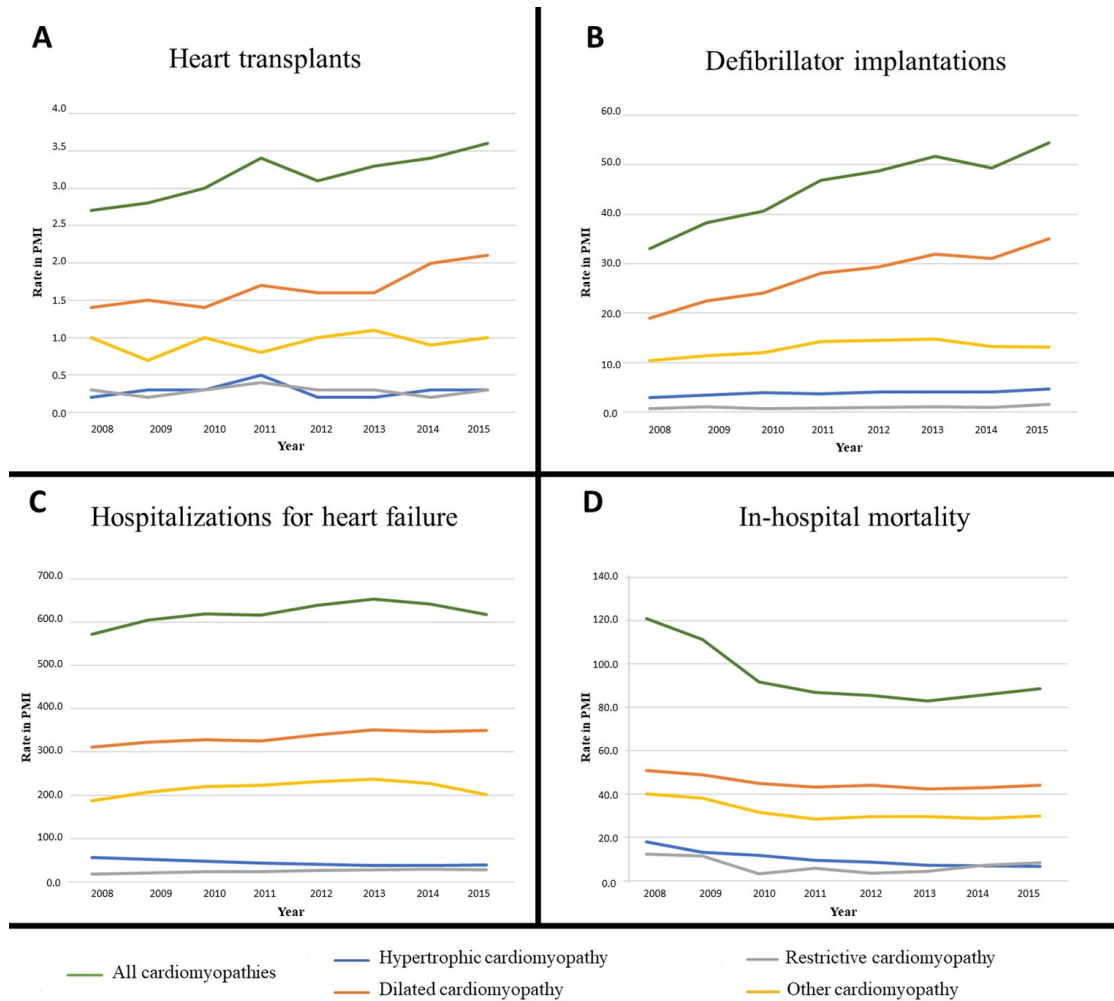 A
Heart transplants
4.0
3.5
3.0
2.5
2.0
1.5
1.0
0.5
0.0
Rate in PMI
2008 2009 2010 2011 2012 2013 2014 2015
Year
B
Defibrillator implantations
60.0
50.0
40.0
30.0
20.0
10.0
0.0
Rate in PMI
2008 2009 2010 2011 2012 2013 2014 2015
Year
C
Hospitalizations for heart failure
700.0
600.0
500.0
400.0
300.0
200.0
100.0
0.0
Rate in PMI
2008 2009 2010 2011 2012 2013 2014 2015
Year
D
In-hospital mortality
140.0
120.0
100.0
80.0
60.0
40.0
20.0
0.0
Rate in PMI
2008 2009 2010 2011 2012 2013 2014 2015
Year
All cardiomyopathies
Hypertrophic cardiomyopathy
Dilated cardiomyopathy
Restrictive cardiomyopathy
Other cardiomyopathy